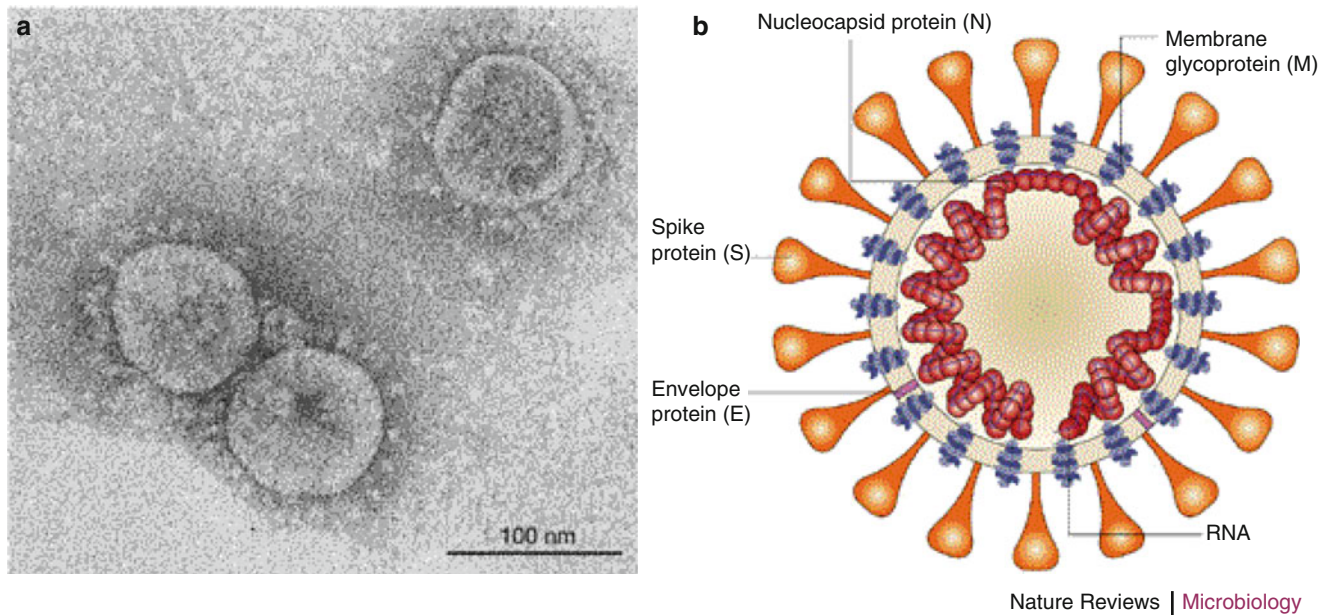 a
100 nm
b
Nucleocapsid protein (N)
Membrane
glycoprotein (M)
Spike
protein (S)
Envelope
protein (E)
RNA
Nature Reviews | Microbiology